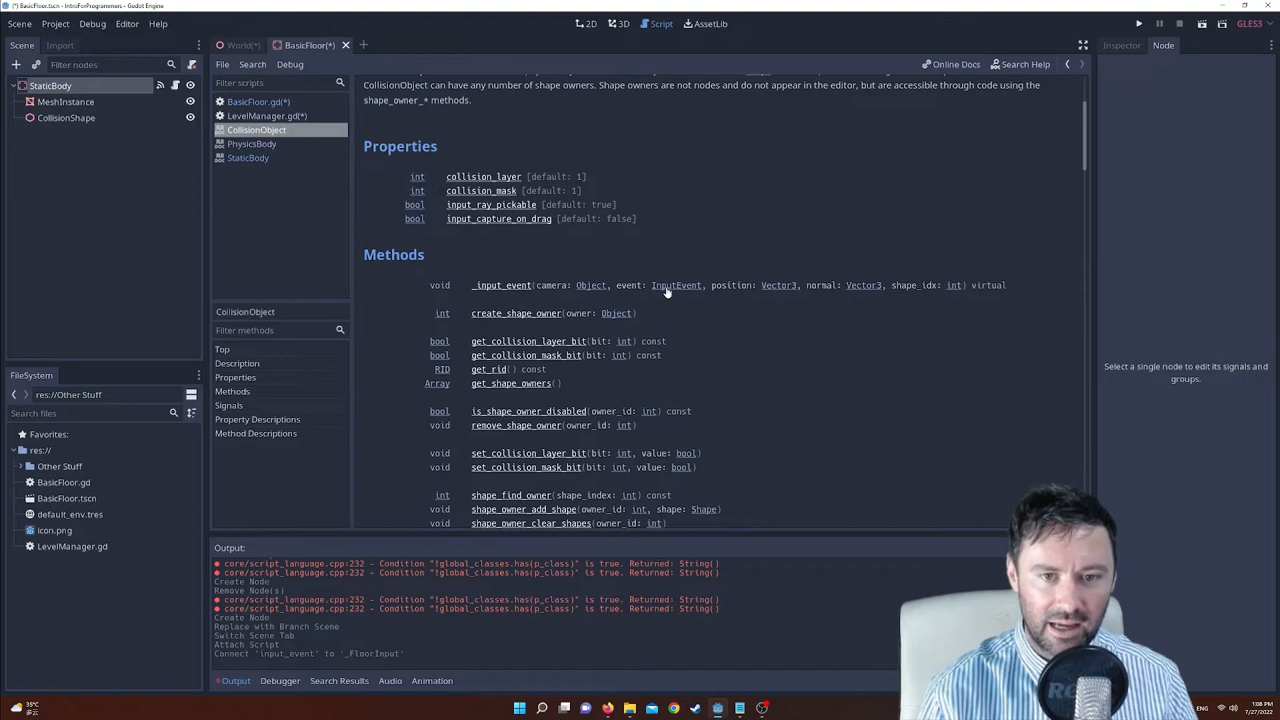 (*) BasicFloor.tscn - IntroForProgrammers - Godot Engine
Scene Project Debug Editor Help
2D 3D Script AssetLib
GLES3
Scene Import
World(*) BasicFloor(*)
Inspector Node
Filter nodes
File Search Debug
Online Docs Search Help
StaticBody
MeshInstance
CollisionShape
Filter scripts
BasicFloor.gd(*)
LevelManager.gd(*)
CollisionObject
PhysicsBody
StaticBody
CollisionObject
Filter methods
Top
Description
Properties
Methods
Signals
Property Descriptions
Method Descriptions
CollisionObject can have any number of shape owners. Shape owners are not nodes and do not appear in the editor, but are accessible through code using the
shape_owner_* methods.
Properties
int collision_layer [default: 1]
int collision_mask [default: 1]
bool input_ray_pickable [default: true]
bool input_capture_on_drag [default: false]
Methods
void _input_event(camera: Object, event: InputEvent, position: Vector3, normal: Vector3, shape_idx: int) virtual
int create_shape_owner(owner: Object)
bool get_collision_layer_bit(bit: int) const
bool get_collision_mask_bit(bit: int) const
RID get_rid() const
Array get_shape_owners()
bool is_shape_owner_disabled(owner_id: int) const
void remove_shape_owner(owner_id: int)
void set_collision_layer_bit(bit: int, value: bool)
void set_collision_mask_bit(bit: int, value: bool)
int shape_find_owner(shape_index: int) const
void shape_owner_add_shape(owner_id: int, shape: Shape)
void shape_owner_clear_shapes(owner_id: int)
Select a single node to edit its signals and
groups.
FileSystem
res://Other Stuff
Search files
Favorites:
res://
Other Stuff
BasicFloor.gd
BasicFloor.tscn
default_env.tres
icon.png
LevelManager.gd
Output:
core/script_language.cpp:232 - Condition "!global_classes.has(p_class)" is true. Returned: String()
core/script_language.cpp:232 - Condition "!global_classes.has(p_class)" is true. Returned: String()
Create Node
Remove Node(s)
core/script_language.cpp:232 - Condition "!global_classes.has(p_class)" is true. Returned: String()
core/script_language.cpp:232 - Condition "!global_classes.has(p_class)" is true. Returned: String()
Create Node
Replace with Branch Scene
Switch Scene Tab
Attach Script
Connect 'input_event' to '_FloorInput'
Output Debugger Search Results Audio Animation
ENG
1:06 PM
7/27/2022